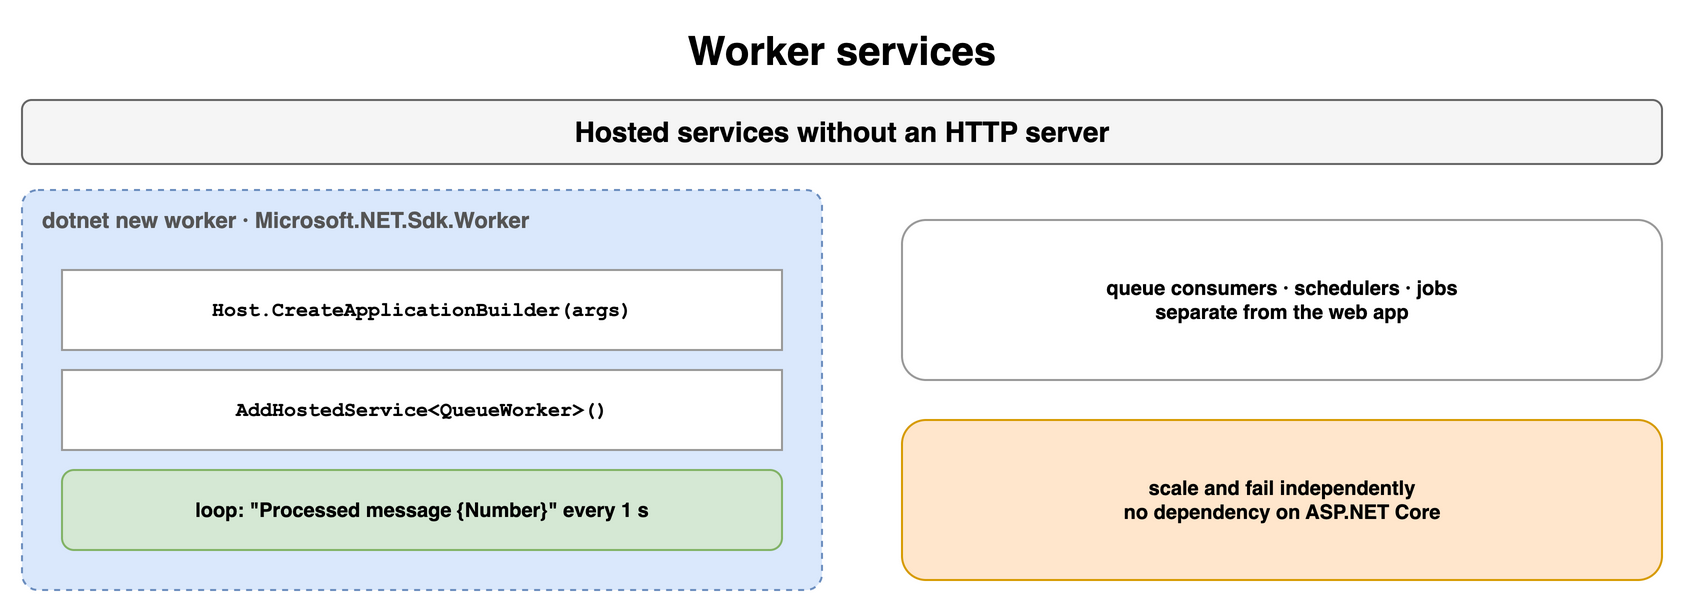 Worker services
Hosted services without an HTTP server
dotnet new worker · Microsoft.NET.Sdk.Worker
Host.CreateApplicationBuilder(args)
AddHostedService<QueueWorker>()
loop: "Processed message {Number}" every 1 s
queue consumers · schedulers · jobs
separate from the web app
scale and fail independently
no dependency on ASP.NET Core